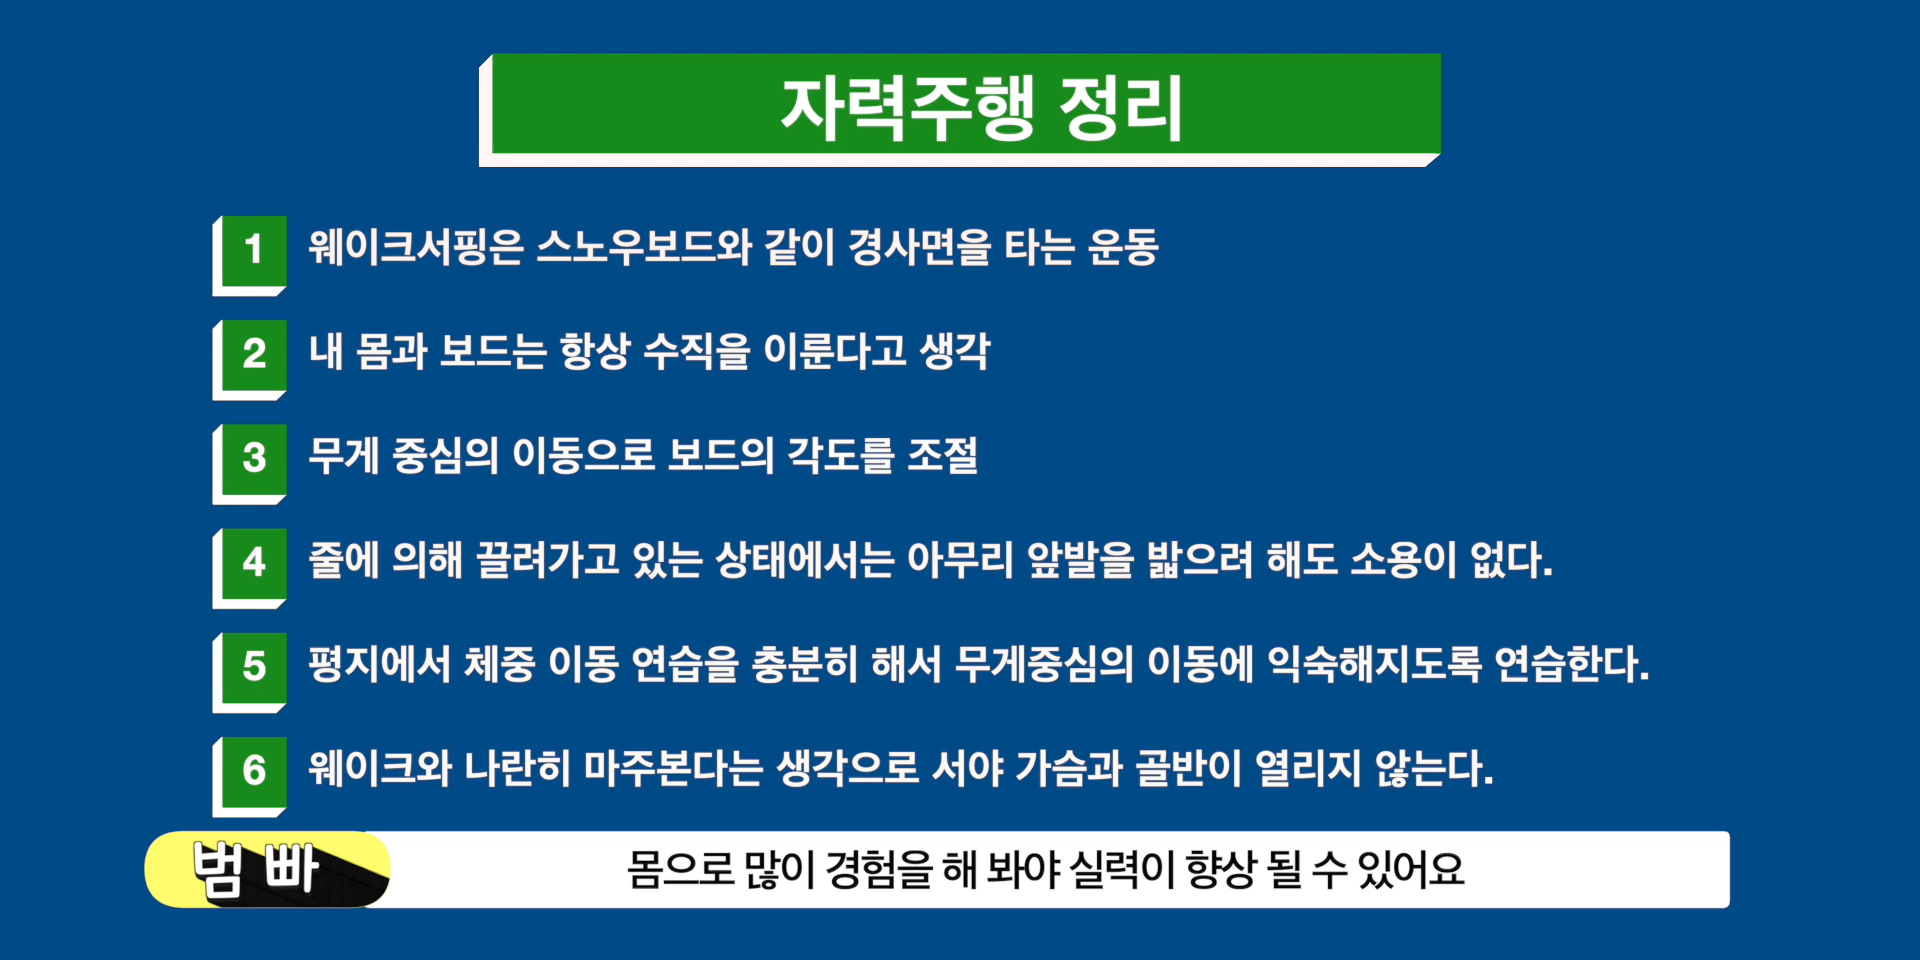 자력주행 정리
1 웨이크서핑은 스노우보드와 같이 경사면을 타는 운동
2 내 몸과 보드는 항상 수직을 이룬다고 생각
3 무게 중심의 이동으로 보드의 각도를 조절
4 줄에 의해 끌려가고 있는 상태에서는 아무리 앞발을 밟으려 해도 소용이 없다.
5 평지에서 체중 이동 연습을 충분히 해서 무게중심의 이동에 익숙해지도록 연습한다.
6 웨이크와 나란히 마주본다는 생각으로 서야 가슴과 골반이 열리지 않는다.
범 빠 몸으로 많이 경험을 해 봐야 실력이 향상 될 수 있어요